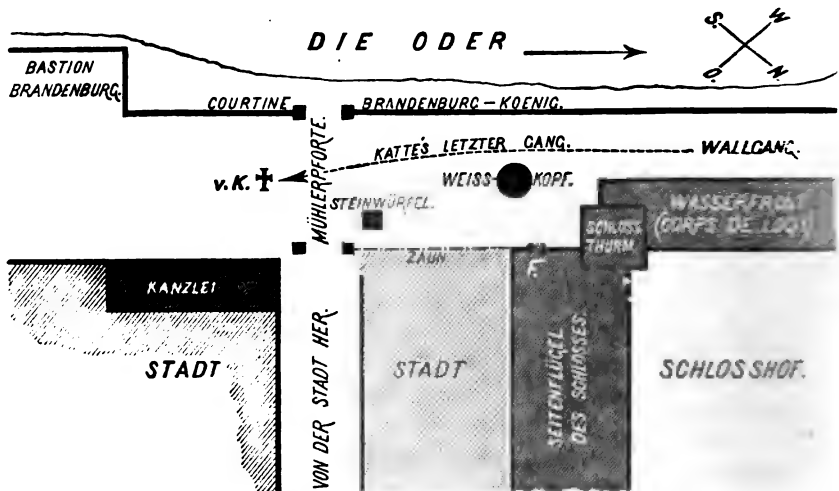 DIE ODER
S.
W.
O.
N.
BASTION
BRANDENBURG.
COURTINE
BRANDENBURG-KOENIG.
MÜHLERPFORTE.
KATTE'S LETZTER GANG.
WALLGANG.
v.K.
WEISS-KOPF.
STEINWÜRFEL.
WASSERFRONT
(CORPS DE LOGI)
SCHLOSS
THURM.
ZAUN
F.
KANZLEI
STADT
VON DER STADT HER.
STADT
SEITENFLÜGEL
DES SCHLOSSES.
SCHLOSSHOF.